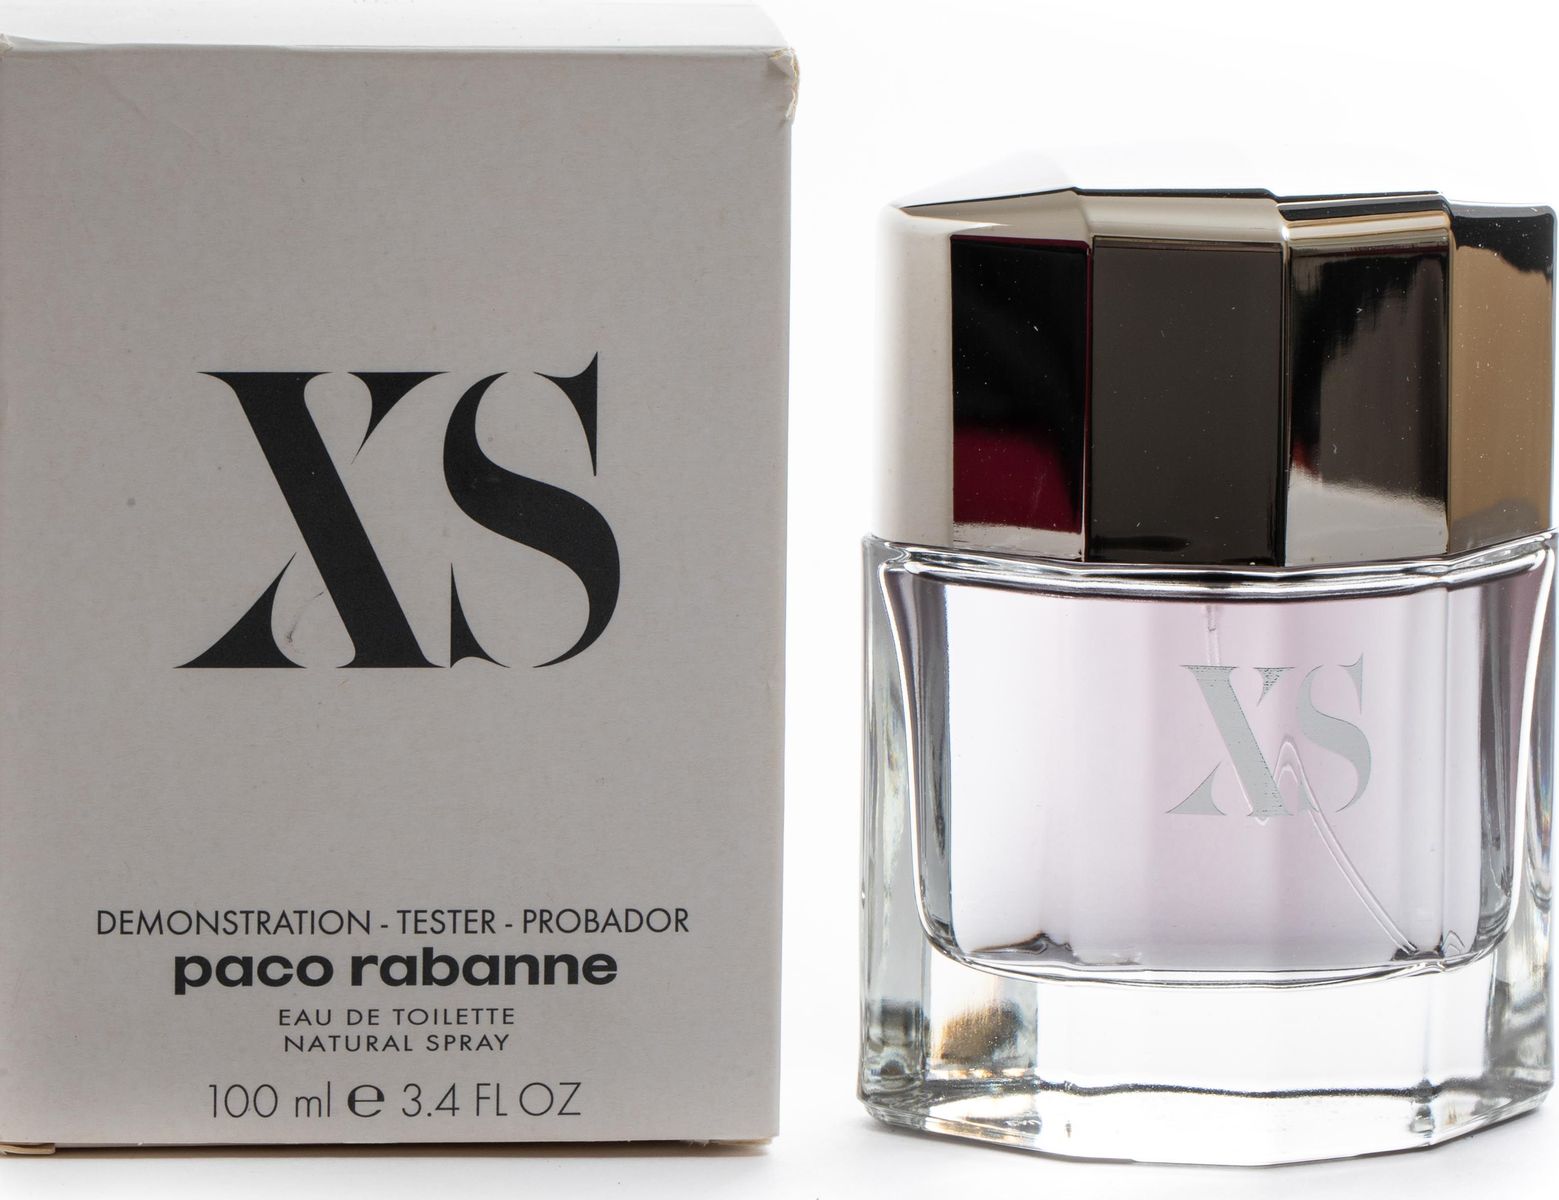 XS
DEMONSTRATION - TESTER - PROBADOR
paco rabanne
EAU DE TOILETTE
NATURAL SPRAY
100 ml ℮ 3.4 FL OZ
XS